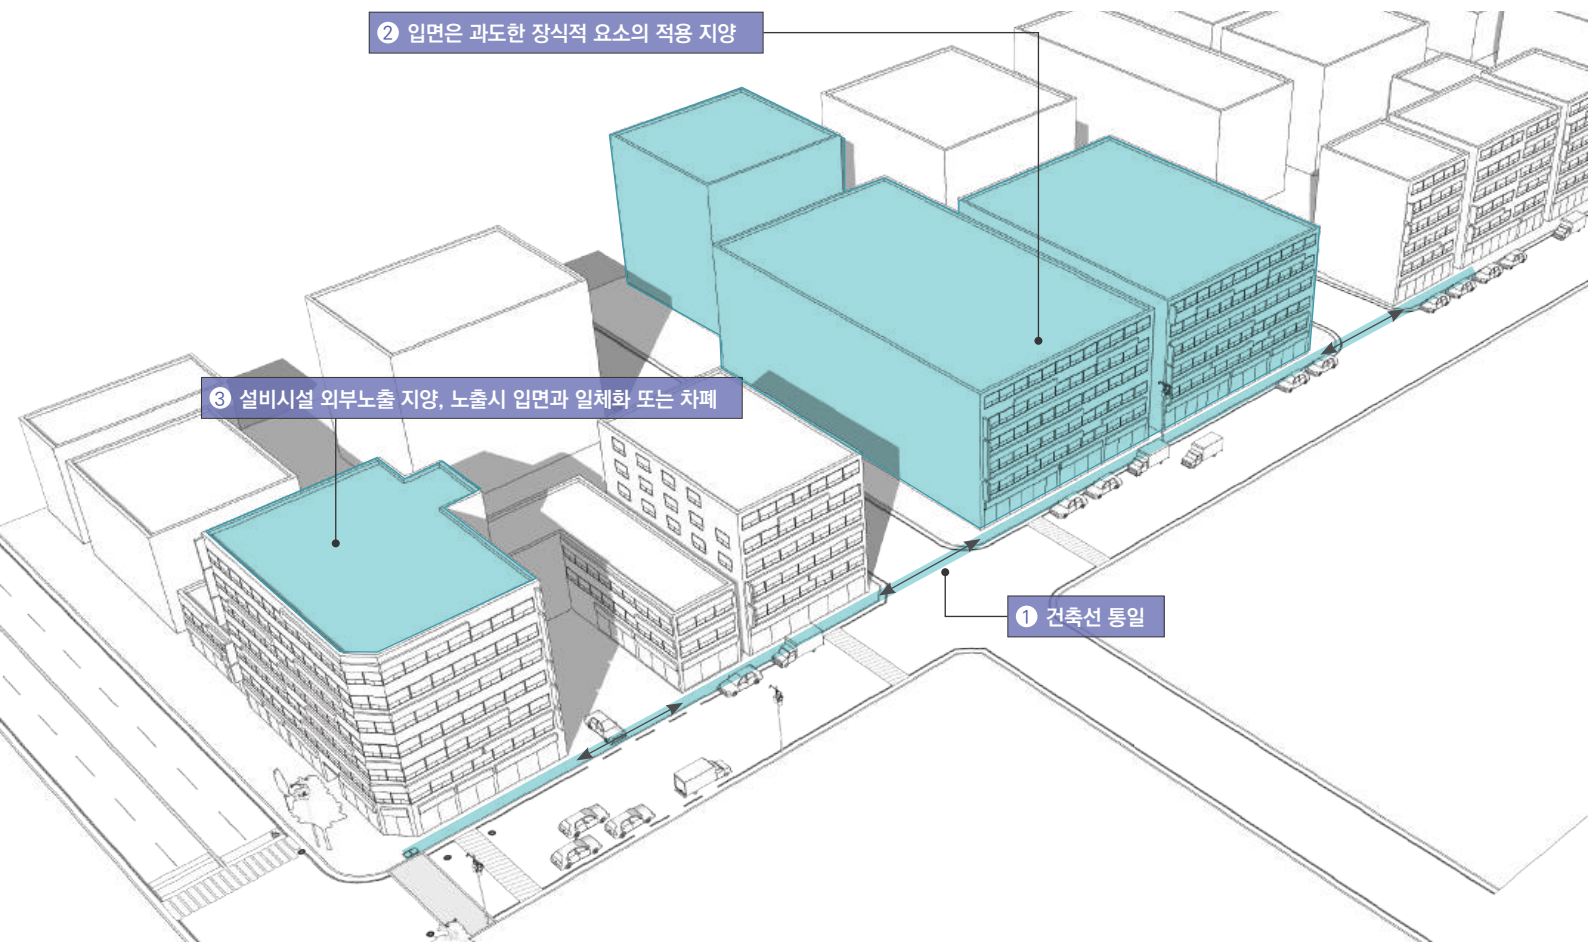 ② 입면은 과도한 장식적 요소의 적용 지양
③ 설비시설 외부노출 지양, 노출시 입면과 일체화 또는 차폐
① 건축선 통일